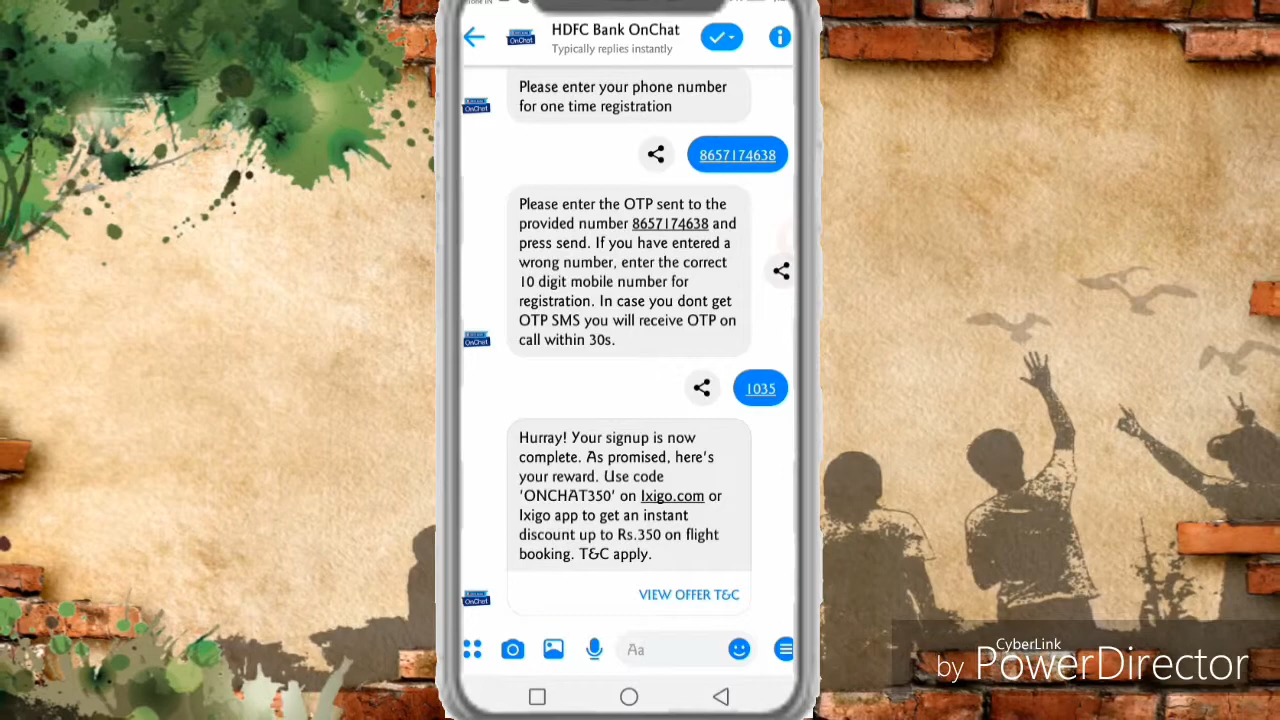 HDFC Bank OnChat
Typically replies instantly
Please enter your phone number
for one time registration
OnChat
8657174638
Please enter the OTP sent to the
provided number 8657174638 and
press send. If you have entered a
wrong number, enter the correct
10 digit mobile number for
registration. In case you dont get
OTP SMS you will receive OTP on
call within 30s.
OnChat
1035
Hurray! Your signup is now
complete. As promised, here's
your reward. Use code
'ONCHAT350' on Ixigo.com or
Ixigo app to get an instant
discount up to Rs.350 on flight
booking. T&C apply.
VIEW OFFER T&C
OnChat
Aa
CyberLink
by PowerDirector